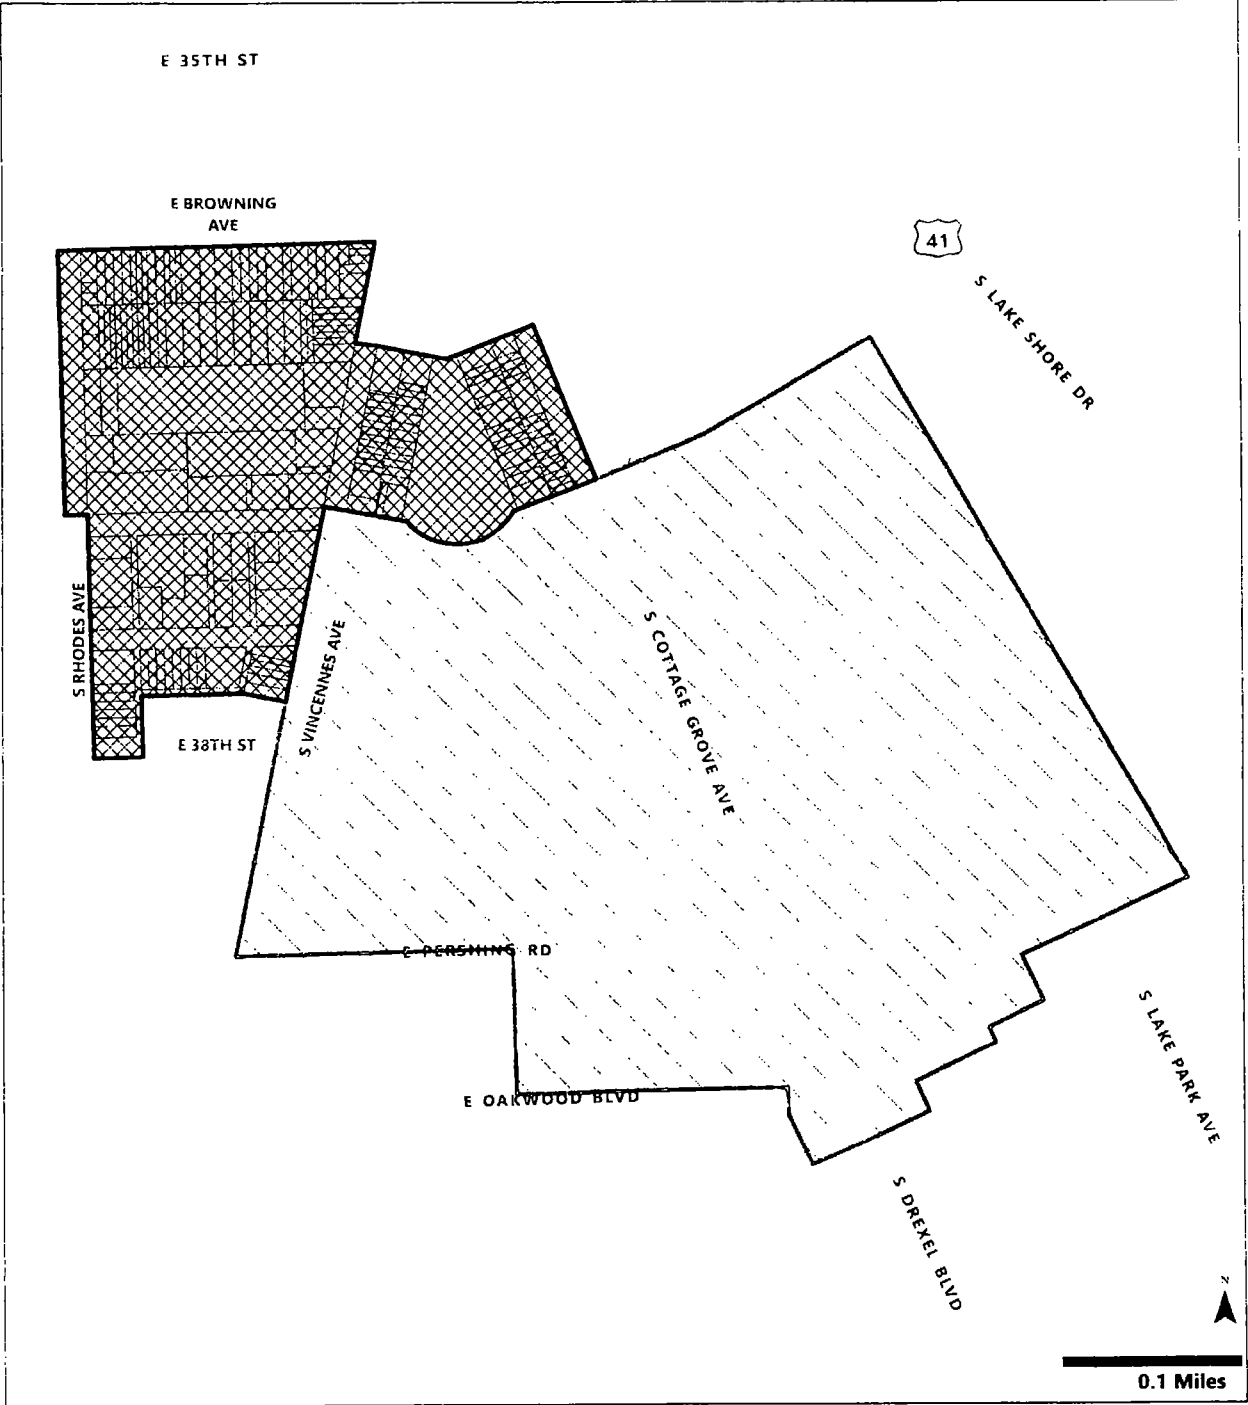 E 35TH ST
E BROWNING
AVE
41
S LAKE SHORE DR
S RHODES AVE
S VINCENNES AVE
S COTTAGE GROVE AVE
E 38TH ST
E PERSHING RD
E OAKWOOD BLVD
S LAKE PARK AVE
S DREXEL BLVD
N
0.1 Miles